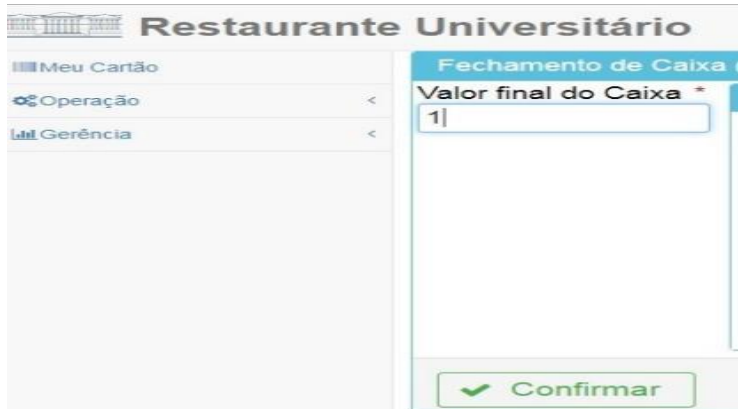 Restaurante Universitário
Meu Cartão
Operação
Gerência
Fechamento de Caixa
Valor final do Caixa *
1
Confirmar